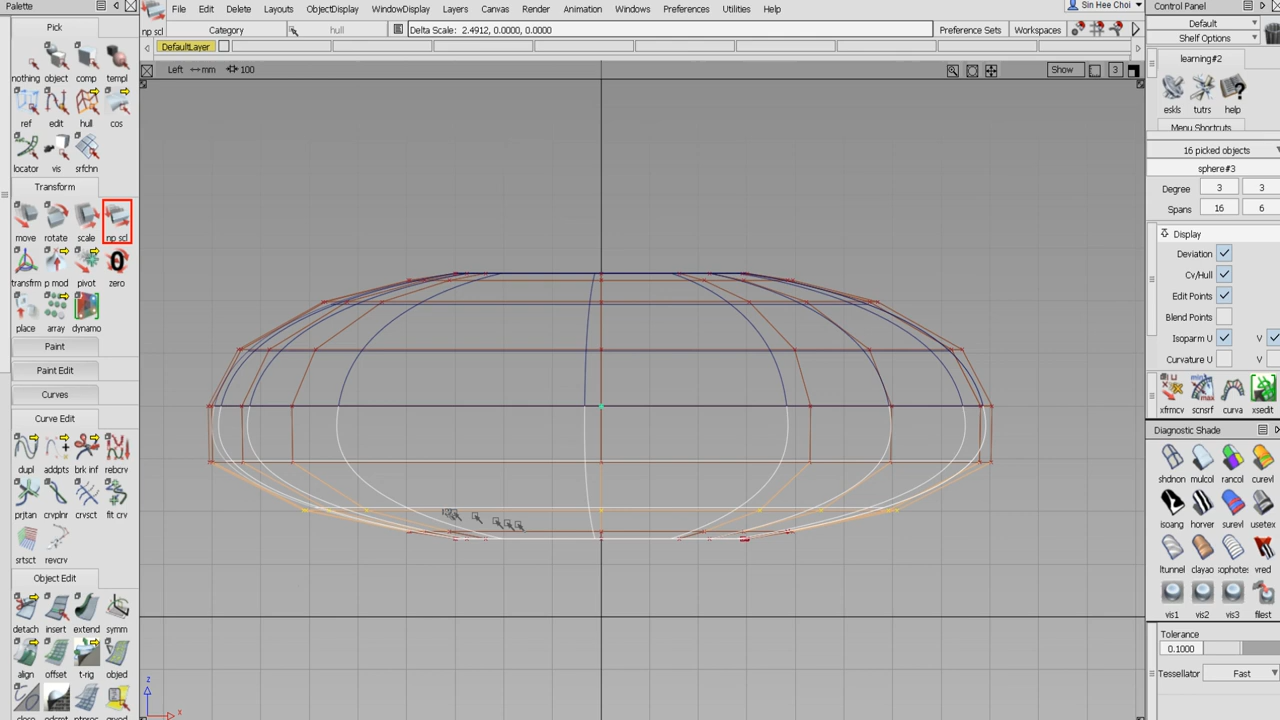 Palette
File Edit Delete Layouts ObjectDisplay WindowDisplay Layers Canvas Render Animation Windows Preferences Utilities Help
Sin Hee Choi
Control Panel
np scl Category hull Delta Scale: 2.4912, 0.0000, 0.0000 Preference Sets Workspaces
DefaultLayer
Left mm 100 Show 3
Pick
nothing object comp templ
ref edit hull cos
locator vis srfchn
Transform
move rotate scale np scl
transfrm p mod pivot zero
place array dynamo
Paint
Paint Edit
Curves
Curve Edit
dupl addpts brk inf rebcrv
prjtan crvplnr crvsct fit crv
srtsct revcrv
Object Edit
detach insert extend symm
align offset t-rig objed
z
x
Default
Shelf Options
learning#2
eskls tutrs help
Menu Shortcuts
16 picked objects
sphere#3
Degree 3 3
Spans 16 6
Display
Deviation
Cv/Hull
Edit Points
Blend Points
Isoparm U V
Curvature U V
xfrmcv scnsrf curva xsedit
Diagnostic Shade
shdnon mulcol rancol curevl
isoang horver surevl usetex
ltunnel clayao sophotes vred
vis1 vis2 vis3 filest
Tolerance
0.1000
Tessellator Fast